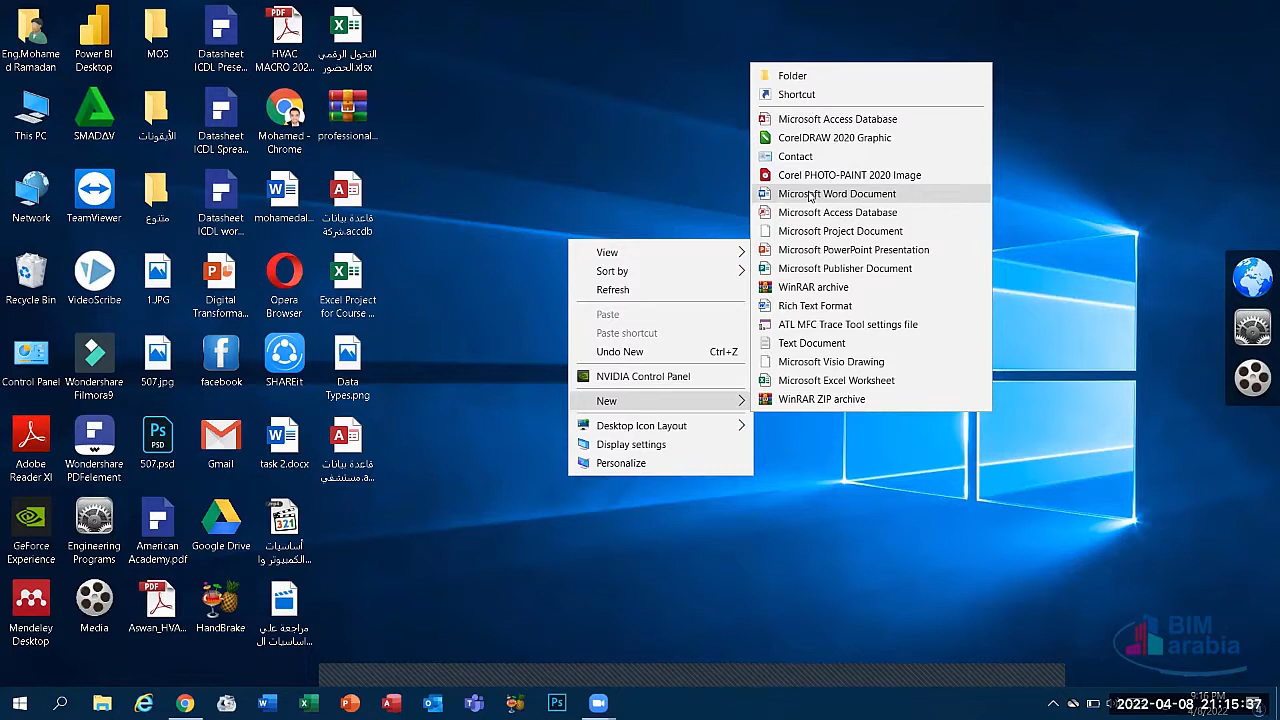 Eng.Mohame
d Ramadan
Power BI
Desktop
MOS
Datasheet
ICDL Prese...
HVAC
MACRO 202...
التحول الرقمي
الحضور.xlsx
This PC
SMADAV
الأيقونات
Datasheet
ICDL Sprea...
Mohamed -
Chrome
professional...
Network
TeamViewer
متنوع
Datasheet
ICDL wor...
mohamedal...
قاعدة بيانات
شركة.accdb
Recycle Bin
VideoScribe
1.JPG
Digital
Transforma...
Opera
Browser
Excel Project
for Course ...
Control Panel
Wondershare
Filmora9
507.jpg
facebook
SHAREit
Data
Types.png
Adobe
Reader XI
Wondershare
PDFelement
507.psd
Gmail
task 2.docx
قاعدة بيانات
مستشفى.a...
GeForce
Experience
Engineering
Programs
American
Academy.pdf
Google Drive
أساسيات
الكمبيوتر وا...
Mendeley
Desktop
Media
Aswan_HVA...
HandBrake
مراجعة علي
اساسيات ال...
View
Sort by
Refresh
Paste
Paste shortcut
Undo New Ctrl+Z
NVIDIA Control Panel
New
Desktop Icon Layout
Display settings
Personalize
Folder
Shortcut
Microsoft Access Database
CorelDRAW 2020 Graphic
Contact
Corel PHOTO-PAINT 2020 Image
Microsoft Word Document
Microsoft Access Database
Microsoft Project Document
Microsoft PowerPoint Presentation
Microsoft Publisher Document
WinRAR archive
Rich Text Format
ATL MFC Trace Tool settings file
Text Document
Microsoft Visio Drawing
Microsoft Excel Worksheet
WinRAR ZIP archive
BIM
arabia
9:15 PM
2022-04-08 21:15:37
4/8/2022